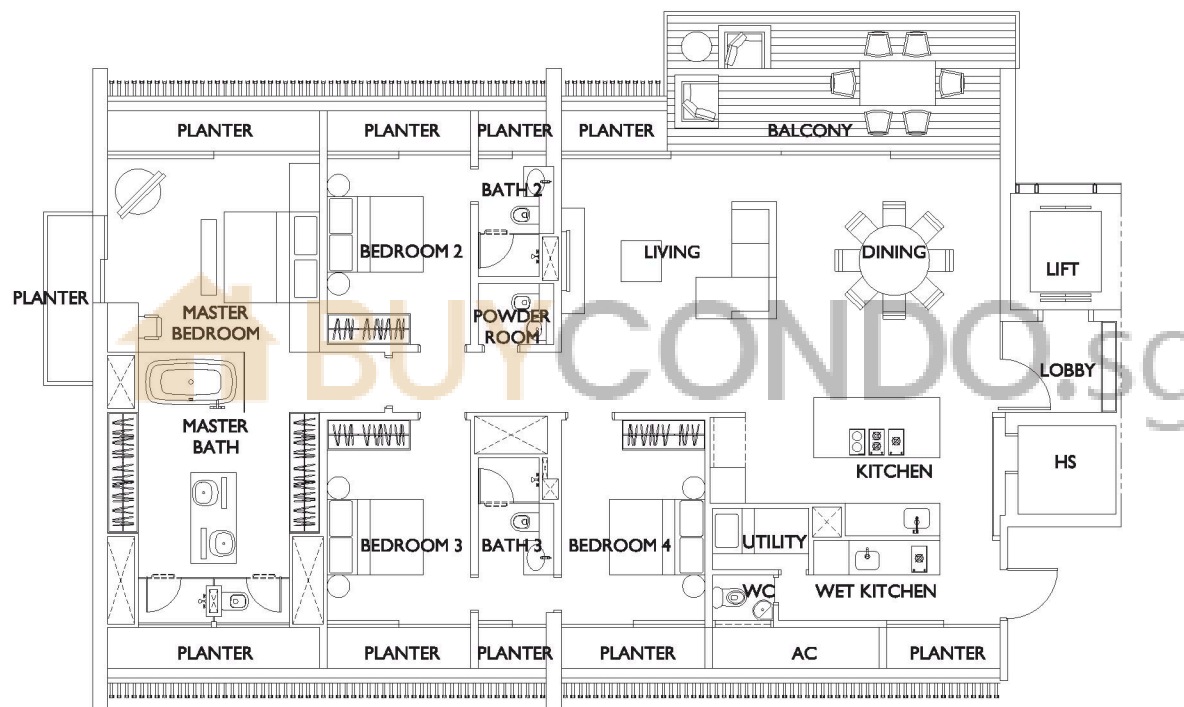 PLANTER
PLANTER
PLANTER
PLANTER
BALCONY
BATH 2
BEDROOM 2
LIVING
DINING
LIFT
PLANTER
MASTER
BEDROOM
POWDER
ROOM
BUYCONDO.sg
LOBBY
MASTER
BATH
KITCHEN
HS
BEDROOM 3
BATH 3
BEDROOM 4
UTILITY
WC
WET KITCHEN
PLANTER
PLANTER
PLANTER
PLANTER
AC
PLANTER